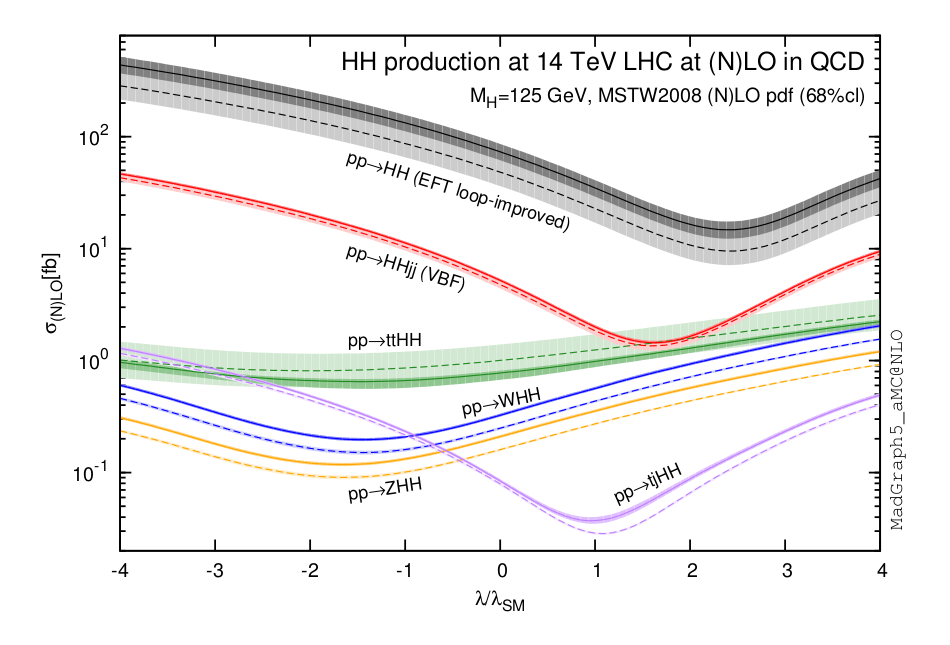 HH production at 14 TeV LHC at (N)LO in QCD
M_H=125 GeV, MSTW2008 (N)LO pdf (68%cl)
pp→HH (EFT loop-improved)
pp→HHjj (VBF)
pp→ttHH
pp→WHH
pp→ZHH
pp→tjHH
10^2
10^1
10^0
10^-1
σ_(N)LO[fb]
-4 -3 -2 -1 0 1 2 3 4
λ/λ_SM
MadGraph5_aMC@NLO